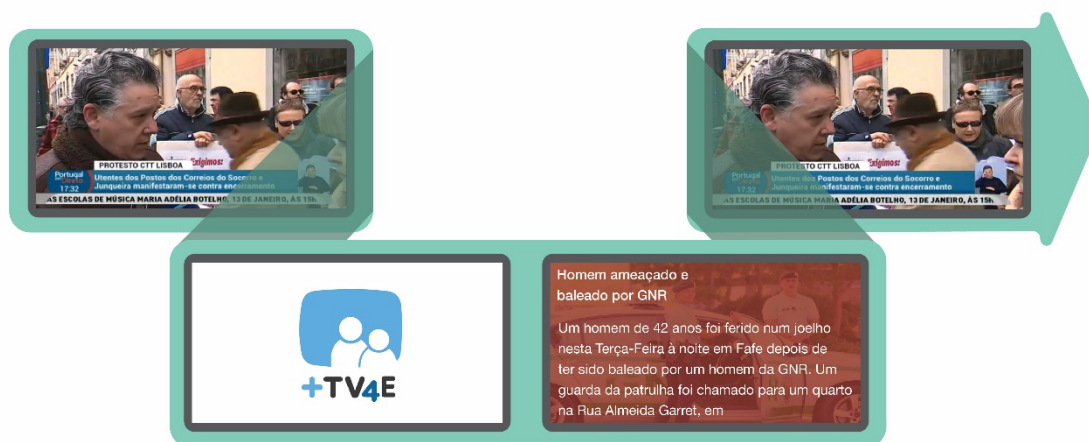 Exigimos:
PROTESTO CTT LISBOA
Portugal
em Direto
17:32
Utentes dos Postos dos Correios do Socorro e
Junqueira manifestaram-se contra encerramento
AS ESCOLAS DE MÚSICA MARIA ADÉLIA BOTELHO, 13 DE JANEIRO, ÀS 15h
+TV4E
Homem ameaçado e
baleado por GNR
Um homem de 42 anos foi ferido num joelho
nesta Terça-Feira à noite em Fafe depois de
ter sido baleado por um homem da GNR. Um
guarda da patrulha foi chamado para um quarto
na Rua Almeida Garret, em
Exigimos:
PROTESTO CTT LISBOA
Portugal
em Direto
17:32
Utentes dos Postos dos Correios do Socorro e
Junqueira manifestaram-se contra encerramento
AS ESCOLAS DE MÚSICA MARIA ADÉLIA BOTELHO, 13 DE JANEIRO, ÀS 15h